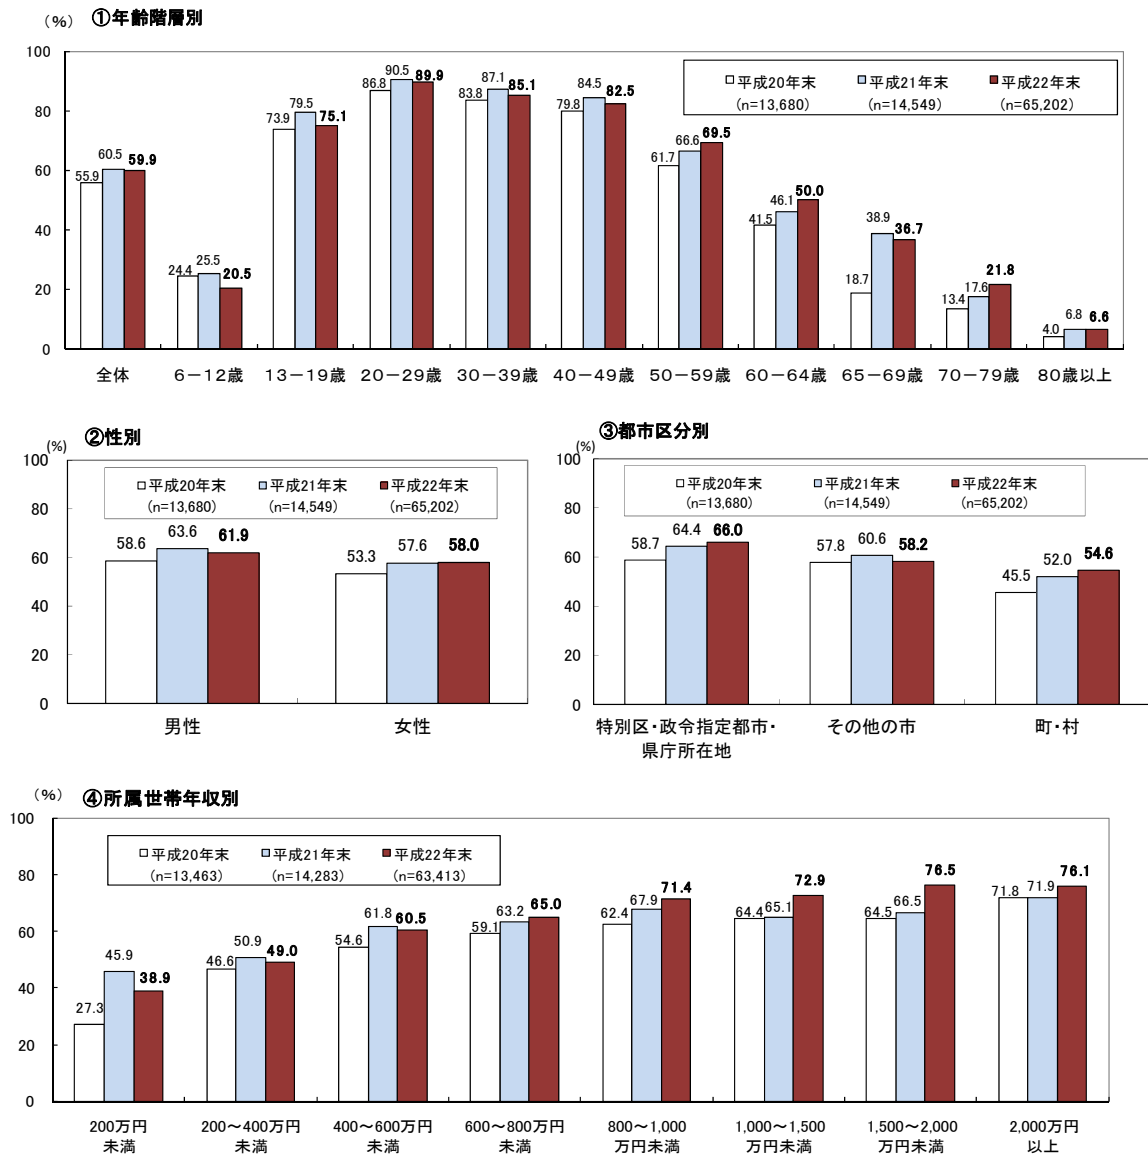 ①年齢階層別
（％）
100
80
60
40
20
0
□平成20年末 ■平成21年末 ■平成22年末
(n=13,680) (n=14,549) (n=65,202)
55.9 60.5 59.9
24.4 25.5 20.5
73.9 79.5 75.1
86.8 90.5 89.9
83.8 87.1 85.1
79.8 84.5 82.5
61.7 66.6 69.5
41.5 46.1 50.0
18.7 38.9 36.7
13.4 17.6 21.8
4.0 6.8 6.6
全体 6－12歳 13－19歳 20－29歳 30－39歳 40－49歳 50－59歳 60－64歳 65－69歳 70－79歳 80歳以上
②性別
(%)
100
80
60
40
20
0
□平成20年末 ■平成21年末 ■平成22年末
(n=13,680) (n=14,549) (n=65,202)
58.6 63.6 61.9
53.3 57.6 58.0
男性 女性
③都市区分別
(%)
100
80
60
40
20
0
□平成20年末 ■平成21年末 ■平成22年末
(n=13,680) (n=14,549) (n=65,202)
58.7 64.4 66.0
57.8 60.6 58.2
45.5 52.0 54.6
特別区・政令指定都市・ その他の市 町・村
県庁所在地
④所属世帯年収別
（％）
100
80
60
40
20
0
□平成20年末 ■平成21年末 ■平成22年末
(n=13,463) (n=14,283) (n=63,413)
27.3 45.9 38.9
46.6 50.9 49.0
54.6 61.8 60.5
59.1 63.2 65.0
62.4 67.9 71.4
64.4 65.1 72.9
64.5 66.5 76.5
71.8 71.9 76.1
200万円 200～400万円 400～600万円 600～800万円 800～1,000 1,000～1,500 1,500～2,000 2,000万円
未満 未満 未満 未満 万円未満 万円未満 万円未満 以上